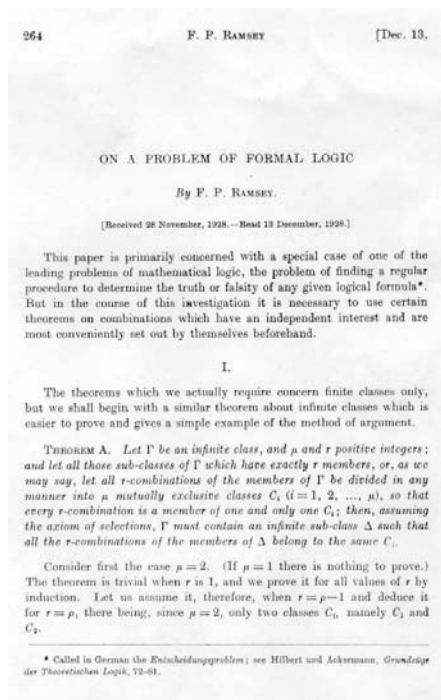 264 F. P. RAMSEY [Dec. 13,
ON A PROBLEM OF FORMAL LOGIC
By F. P. RAMSEY.
[Received 28 November, 1928.—Read 13 December, 1928.]
This paper is primarily concerned with a special case of one of the
leading problems of mathematical logic, the problem of finding a regular
procedure to determine the truth or falsity of any given logical formula*.
But in the course of this investigation it is necessary to use certain
theorems on combinations which have an independent interest and are
most conveniently set out by themselves beforehand.
I.
The theorems which we actually require concern finite classes only,
but we shall begin with a similar theorem about infinite classes which is
easier to prove and gives a simple example of the method of argument.
THEOREM A. Let Γ be an infinite class, and μ and r positive integers;
and let all those sub-classes of Γ which have exactly r members, or, as we
may say, let all r-combinations of the members of Γ be divided in any
manner into μ mutually exclusive classes Cᵢ (i = 1, 2, ..., μ), so that
every r-combination is a member of one and only one Cᵢ; then, assuming
the axiom of selections, Γ must contain an infinite sub-class Δ such that
all the r-combinations of the members of Δ belong to the same Cᵢ.
Consider first the case μ = 2. (If μ = 1 there is nothing to prove.)
The theorem is trivial when r is 1, and we prove it for all values of r by
induction. Let us assume it, therefore, when r = ρ−1 and deduce it
for r = ρ, there being, since μ = 2, only two classes Cᵢ, namely C₁ and
C₂.
* Called in German the Entscheidungsproblem; see Hilbert und Ackermann, Grundzüge
der Theoretischen Logik, 72-81.